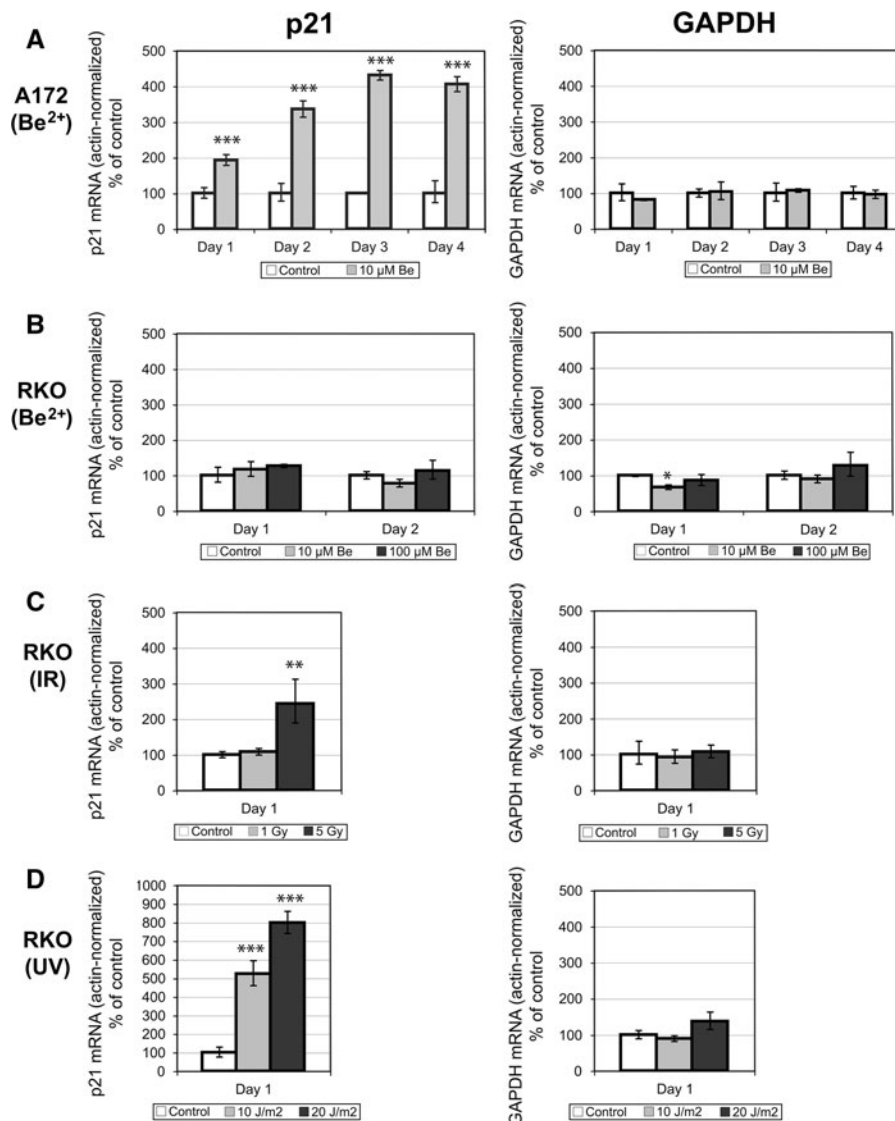 p21
GAPDH
A
A172
(Be2+)
p21 mRNA (actin-normalized)
% of control
500
400
300
200
100
0
***
***
***
***
Day 1 Day 2 Day 3 Day 4
Control 10 µM Be
GAPDH mRNA (actin-normalized)
% of control
500
400
300
200
100
0
Day 1 Day 2 Day 3 Day 4
Control 10 µM Be
B
RKO
(Be2+)
p21 mRNA (actin-normalized)
% of control
500
400
300
200
100
0
Day 1 Day 2
Control 10 µM Be 100 µM Be
GAPDH mRNA (actin-normalized)
% of control
500
400
300
200
100
0
*
Day 1 Day 2
Control 10 µM Be 100 µM Be
C
RKO
(IR)
p21 mRNA (actin-normalized)
% of control
500
400
300
200
100
0
**
Day 1
Control 1 Gy 5 Gy
GAPDH mRNA (actin-normalized)
% of control
500
400
300
200
100
0
Day 1
Control 1 Gy 5 Gy
D
RKO
(UV)
p21 mRNA (actin-normalized)
% of control
1000
900
800
700
600
500
400
300
200
100
0
***
***
Day 1
Control 10 J/m2 20 J/m2
GAPDH mRNA (actin-normalized)
% of control
500
400
300
200
100
0
Day 1
Control 10 J/m2 20 J/m2